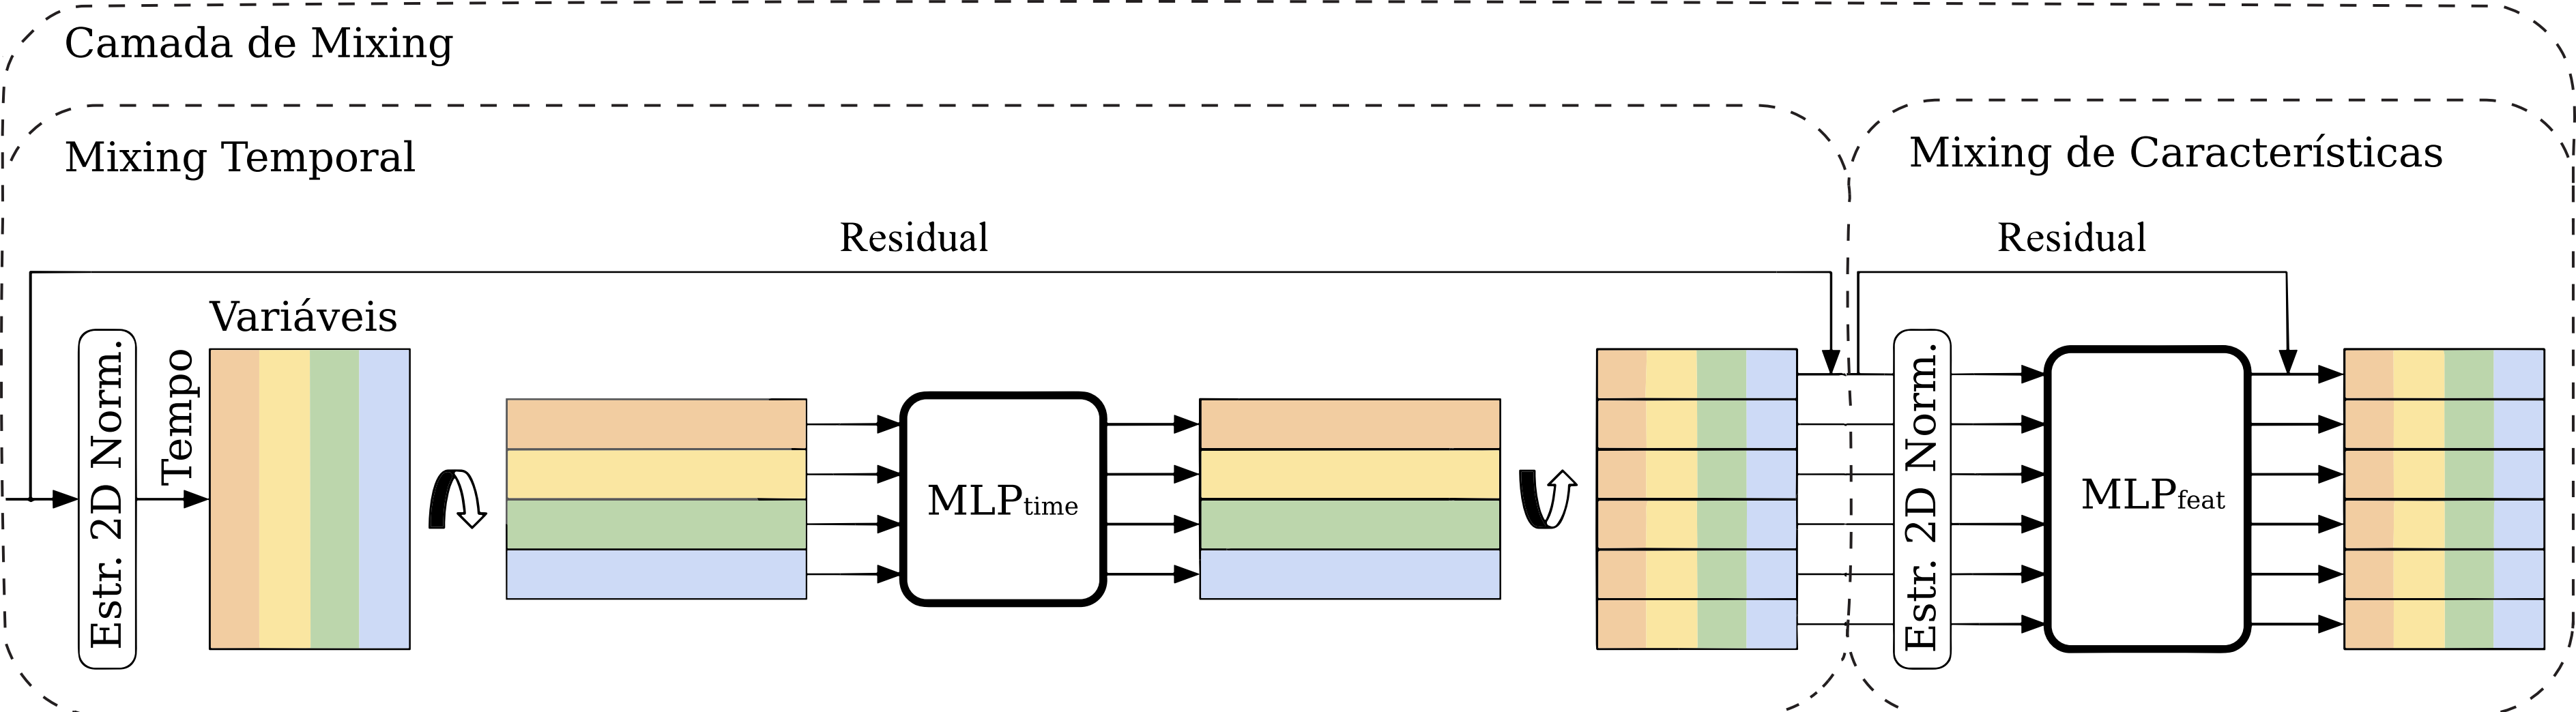 Camada de Mixing
Mixing Temporal
Mixing de Características
Residual
Residual
Variáveis
Tempo
Estr. 2D Norm.
MLPtime
Estr. 2D Norm.
MLPfeat